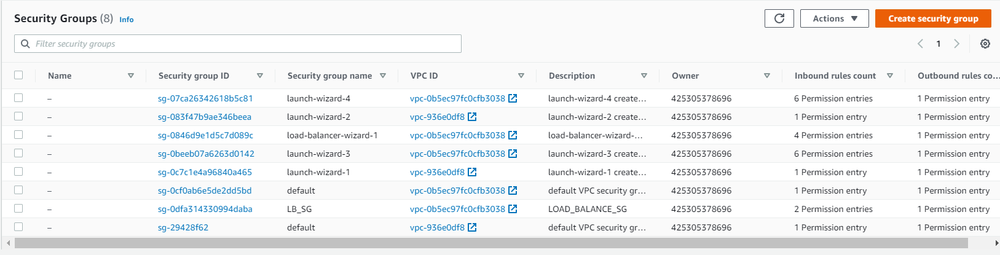 Security Groups (8) Info
Actions
Create security group
Filter security groups
1
Name Security group ID Security group name VPC ID Description Owner Inbound rules count Outbound rules co...
– sg-07ca26342618b5c81 launch-wizard-4 vpc-0b5ec97fc0cfb3038 launch-wizard-4 create... 425305378696 6 Permission entries 1 Permission entry
– sg-083f47b9ae346beea launch-wizard-2 vpc-936e0df8 launch-wizard-2 create... 425305378696 1 Permission entry 1 Permission entry
– sg-0846d9e1d5c7d089c load-balancer-wizard-1 vpc-0b5ec97fc0cfb3038 load-balancer-wizard-... 425305378696 4 Permission entries 1 Permission entry
– sg-0beeb07a6263d0142 launch-wizard-3 vpc-0b5ec97fc0cfb3038 launch-wizard-3 create... 425305378696 6 Permission entries 1 Permission entry
– sg-0c7c1e4a96840a465 launch-wizard-1 vpc-936e0df8 launch-wizard-1 create... 425305378696 1 Permission entry 1 Permission entry
– sg-0cf0ab6e5de2dd5bd default vpc-0b5ec97fc0cfb3038 default VPC security gr... 425305378696 1 Permission entry 1 Permission entry
– sg-0dfa314330994daba LB_SG vpc-0b5ec97fc0cfb3038 LOAD_BALANCE_SG 425305378696 2 Permission entries 1 Permission entry
– sg-29428f62 default vpc-936e0df8 default VPC security gr... 425305378696 1 Permission entry 1 Permission entry